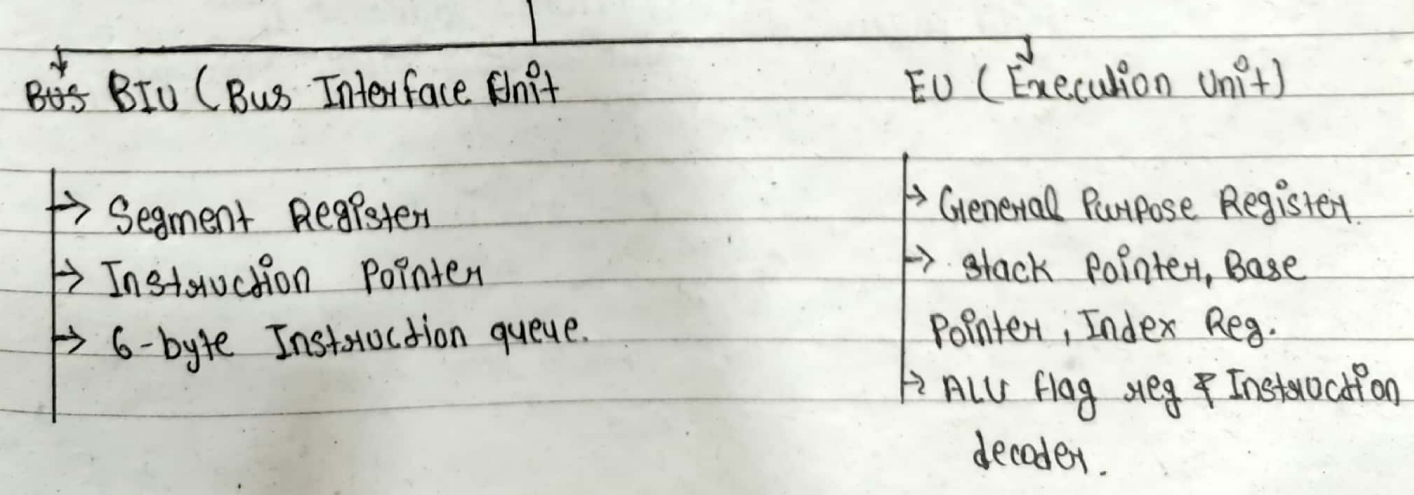 BIU (Bus Interface Unit
EU (Execution Unit)
→ Segment Register
→ Instruction Pointer
→ 6-byte Instruction queue.
→ General Purpose Register.
→ Stack Pointer, Base
Pointer, Index Reg.
→ ALU flag reg & Instruction
decoder.